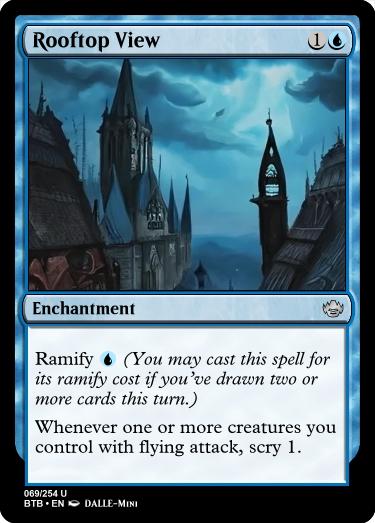 Rooftop View 1
Enchantment
Ramify (You may cast this spell for
its ramify cost if you've drawn two or
more cards this turn.)
Whenever one or more creatures you
control with flying attack, scry 1.
069/254 U
BTB • EN DALLE-Mini